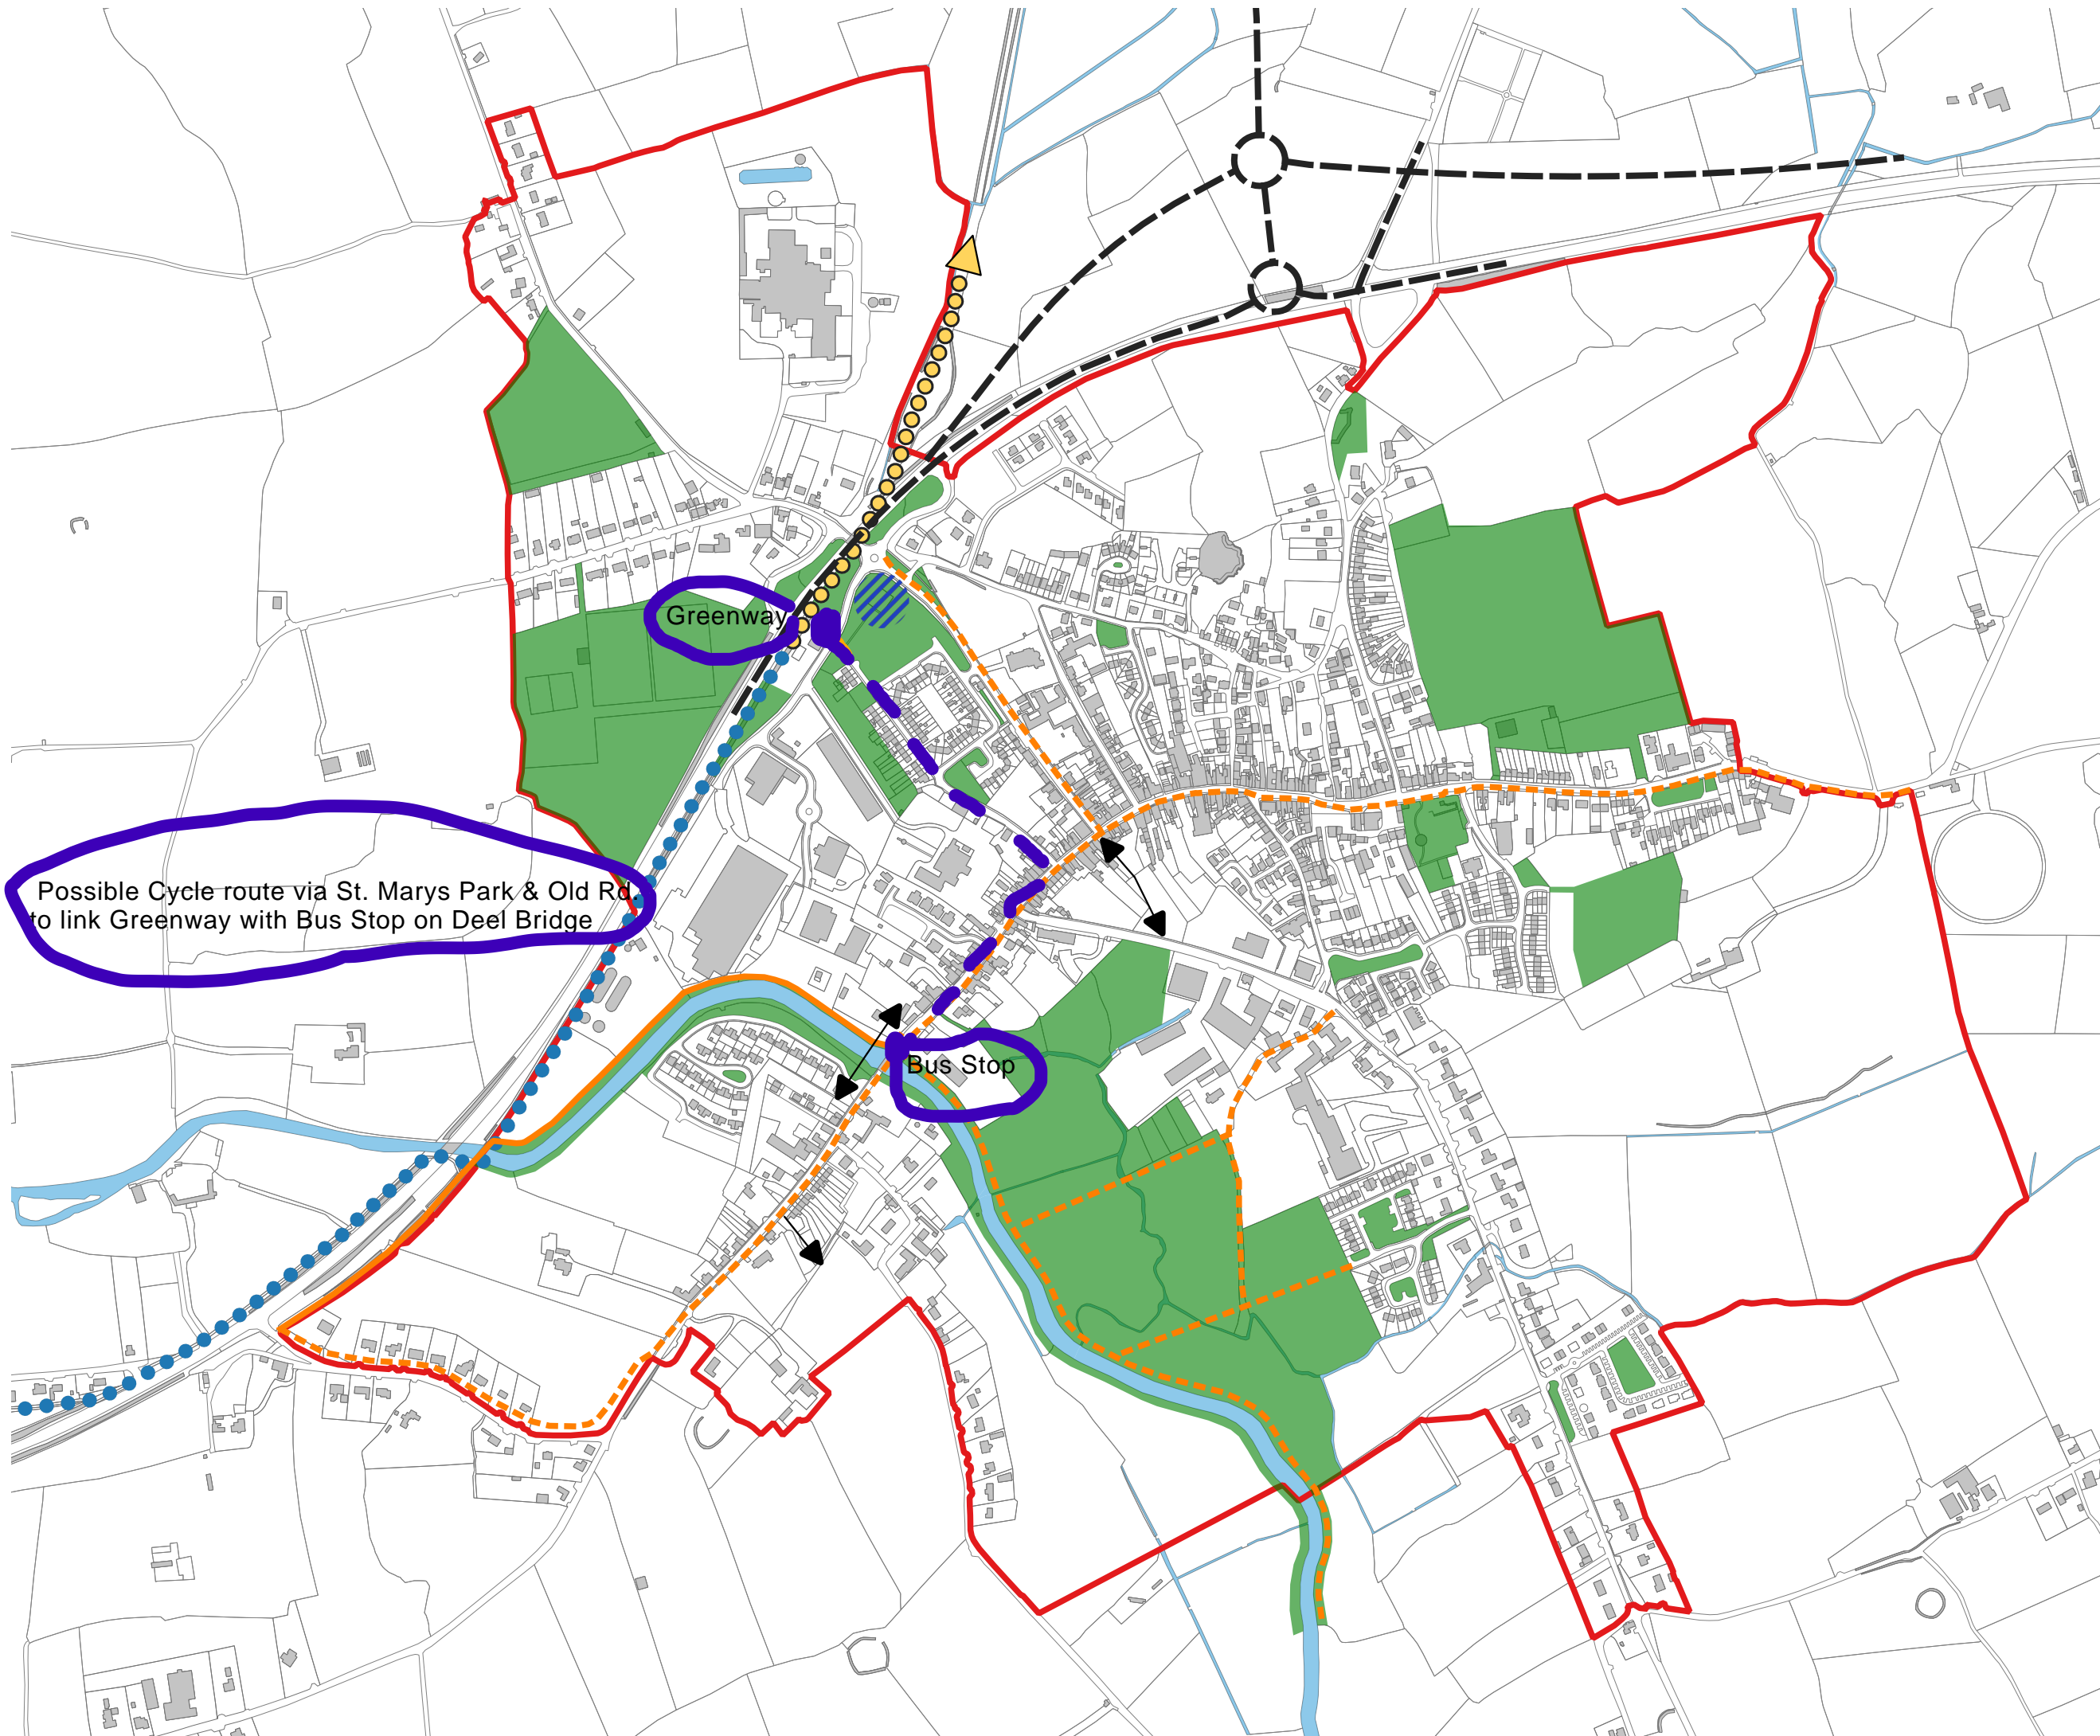 Greenway
Possible Cycle route via St. Marys Park & Old Rd.
to link Greenway with Bus Stop on Deel Bridge
Bus Stop